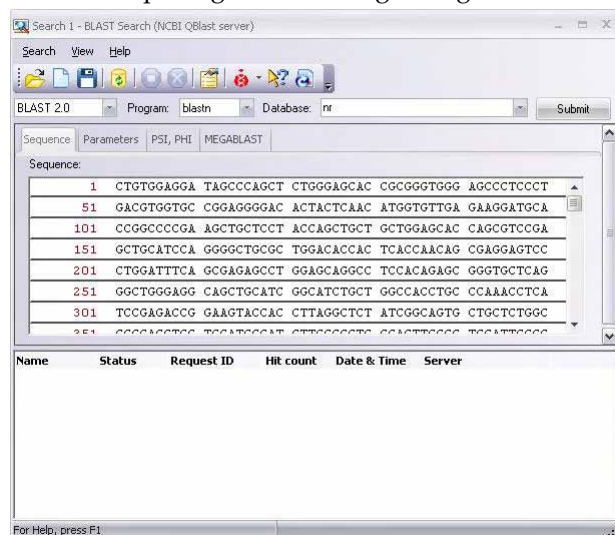 Search 1 - BLAST Search (NCBI QBlast server)
Search View Help
BLAST 2.0 Program: blastn Database: nr Submit
Sequence Parameters PSI, PHI MEGABLAST
Sequence:
1 CTGTGGAGGA TAGCCCAGCT CTGGGAGCAC CGCGGGTGGG AGCCCTCCCT
51 GACGTGGTGC CGGAGGGGAC ACTACTCAAC ATGGTGTTGA GAAGGATGCA
101 CCGGCCCCGA AGCTGCTCCT ACCAGCTGCT GCTGGAGCAC CAGCGTCCGA
151 GCTGCATCCA GGGGCTGCGC TGGACACCAC TCACCAACAG CGAGGAGTCC
201 CTGGATTTCA GCGAGAGCCT GGAGCAGGCC TCCACAGAGC GGGTGCTCAG
251 GGCTGGGAGG CAGCTGCATC GGCATCTGCT GGCCACCTGC CCAAACCTCA
301 TCCGAGACCG GAAGTACCAC CTTAGGCTCT ATCGGCAGTG CTGCTCTGGC
351
Name Status Request ID Hit count Date & Time Server
For Help, press F1